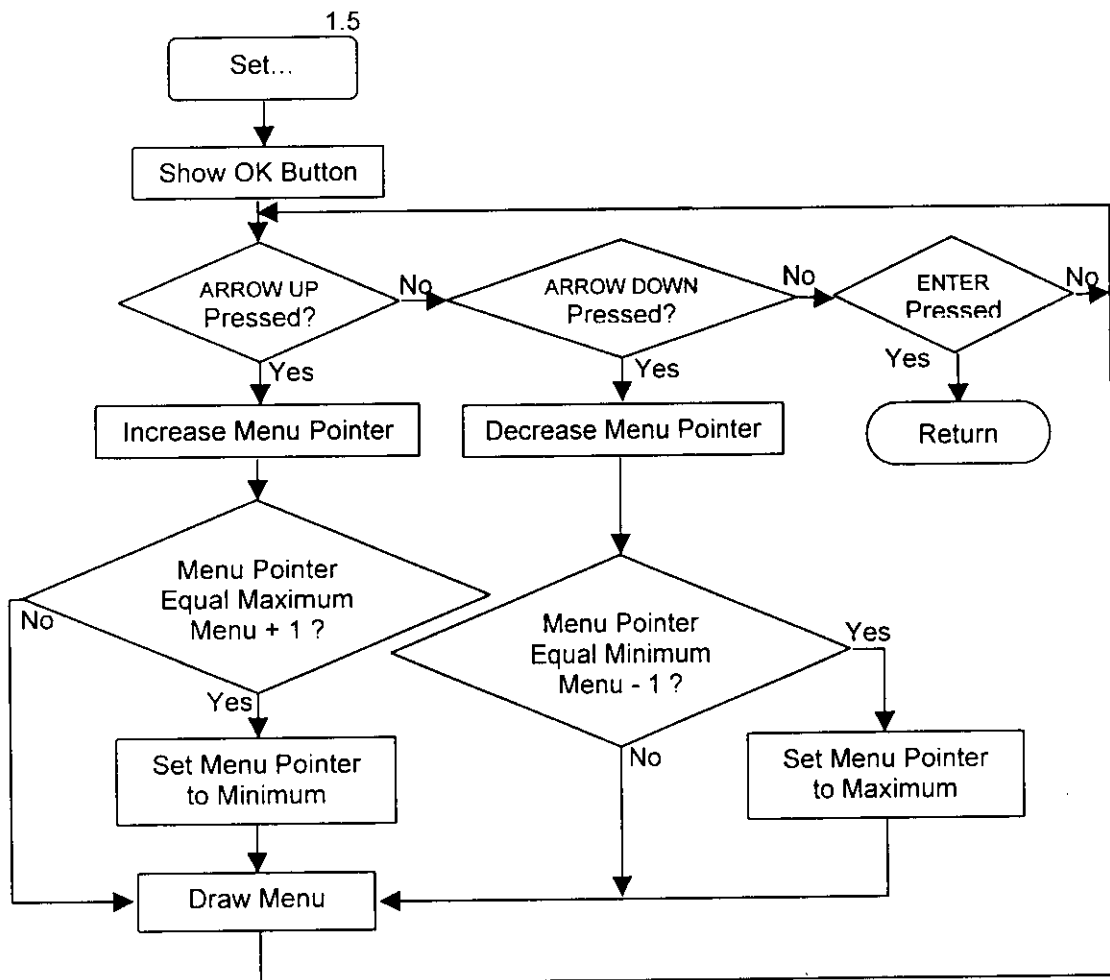 1.5
Set...
Show OK Button
ARROW UP
Pressed?
No
ARROW DOWN
Pressed?
No
ENTER
Pressed
No
Yes
Yes
Yes
Increase Menu Pointer
Decrease Menu Pointer
Return
Menu Pointer
Equal Maximum
Menu + 1 ?
No
Yes
Menu Pointer
Equal Minimum
Menu - 1 ?
Yes
No
Set Menu Pointer
to Minimum
Set Menu Pointer
to Maximum
Draw Menu